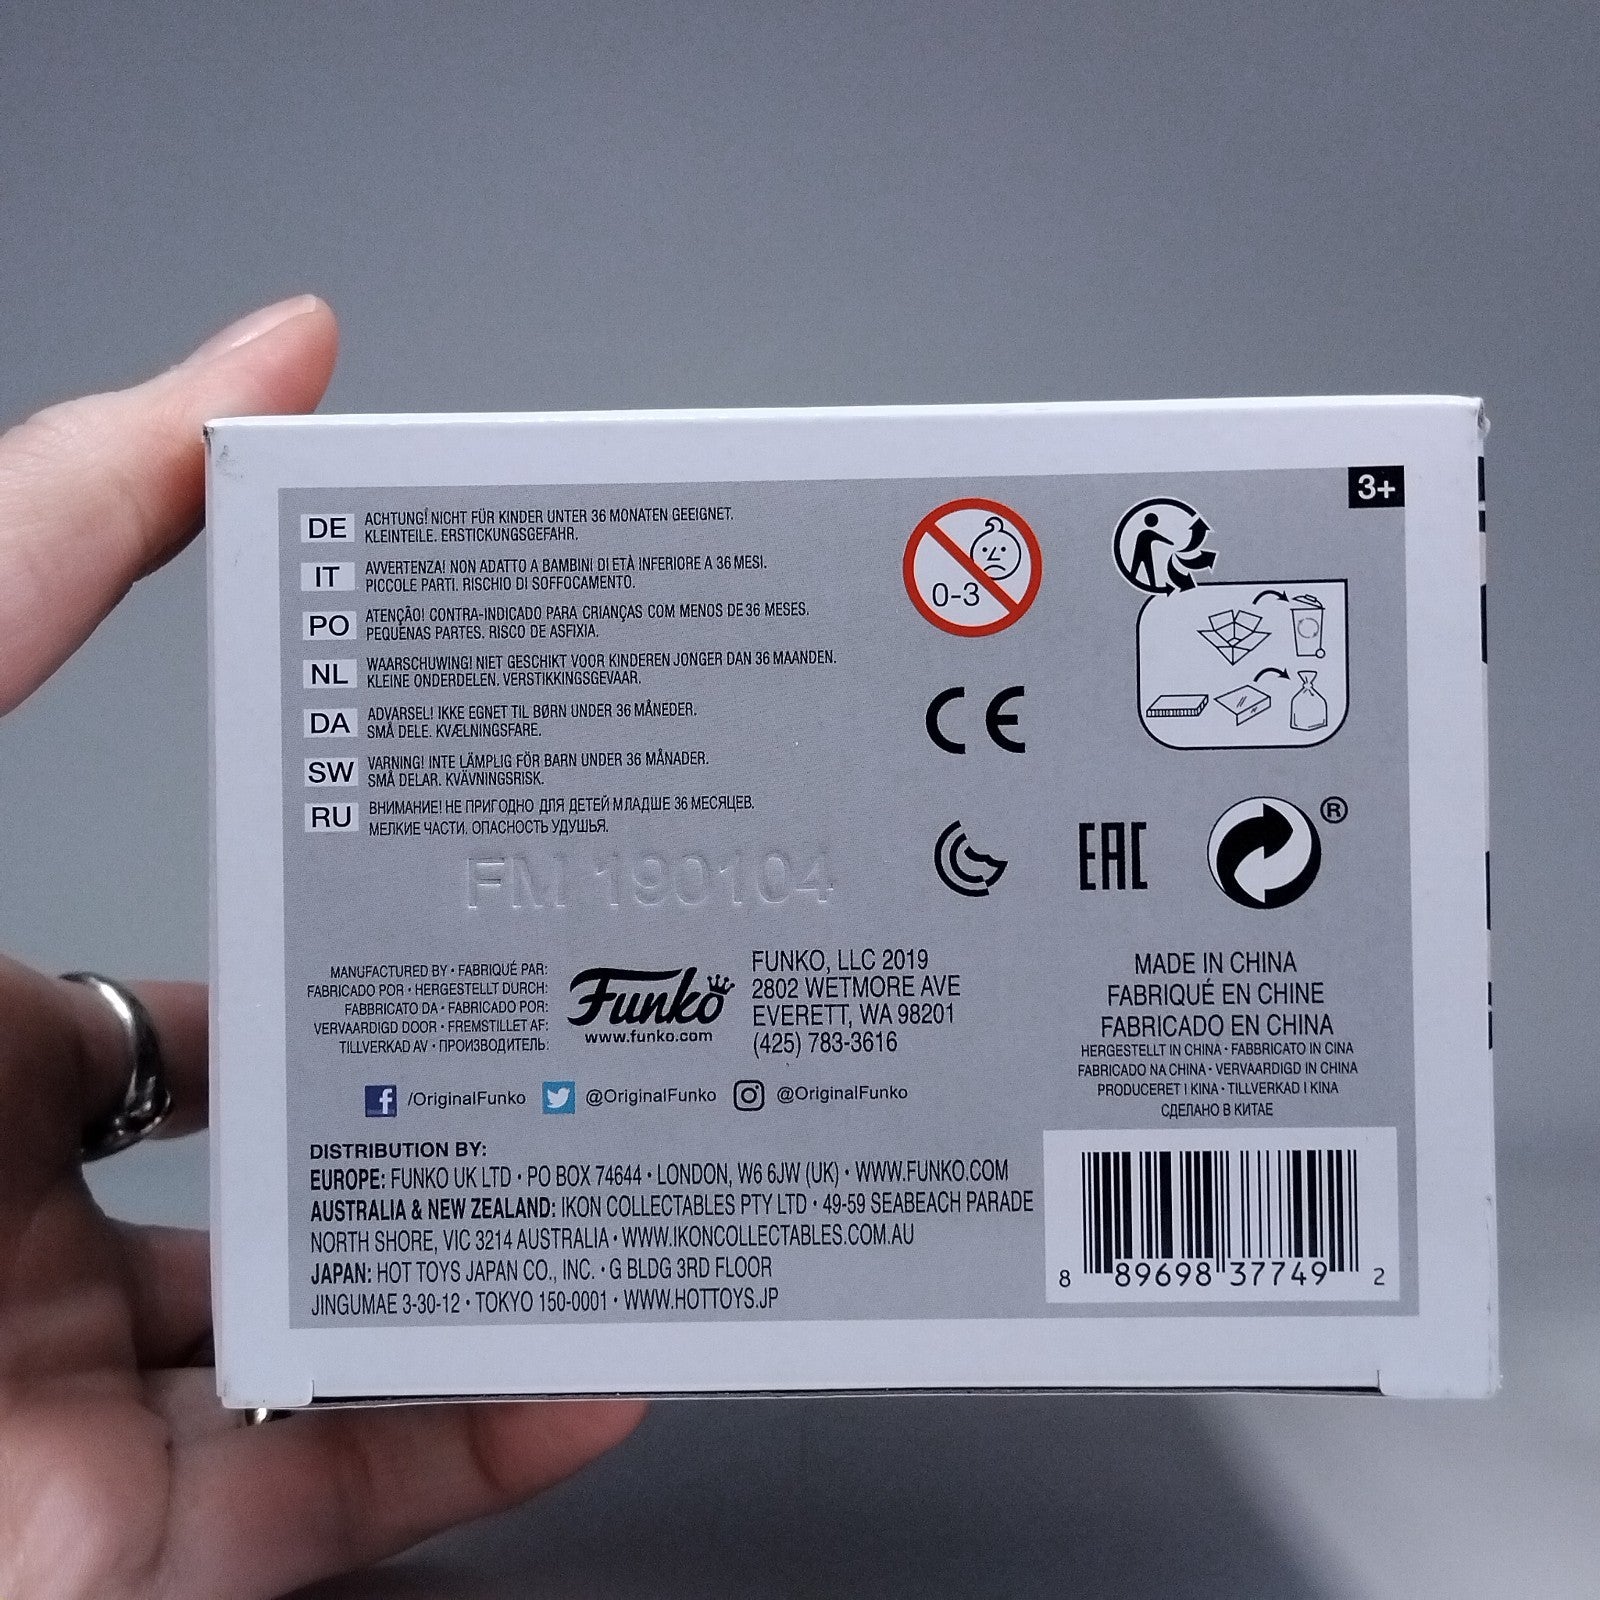 3+
DE ACHTUNG! NICHT FÜR KINDER UNTER 36 MONATEN GEEIGNET.
KLEINTEILE. ERSTICKUNGSGEFAHR.
IT AVVERTENZA! NON ADATTO A BAMBINI DI ETÀ INFERIORE A 36 MESI.
PICCOLE PARTI. RISCHIO DI SOFFOCAMENTO.
PO ATENÇÃO! CONTRA-INDICADO PARA CRIANÇAS COM MENOS DE 36 MESES.
PEQUENAS PARTES. RISCO DE ASFIXIA.
NL WAARSCHUWING! NIET GESCHIKT VOOR KINDEREN JONGER DAN 36 MAANDEN.
KLEINE ONDERDELEN. VERSTIKKINGSGEVAAR.
DA ADVARSEL! IKKE EGNET TIL BØRN UNDER 36 MÅNEDER.
SMÅ DELE. KVÆLNINGSFARE.
SW VARNING! INTE LÄMPLIG FÖR BARN UNDER 36 MÅNADER.
SMÅ DELAR. KVÄVNINGSRISK.
RU ВНИМАНИЕ! НЕ ПРИГОДНО ДЛЯ ДЕТЕЙ МЛАДШЕ 36 МЕСЯЦЕВ.
МЕЛКИЕ ЧАСТИ. ОПАСНОСТЬ УДУШЬЯ.
0-3
CE
EAC
®
FM 190104
MANUFACTURED BY • FABRIQUÉ PAR:
FABRICADO POR • HERGESTELLT DURCH:
FABBRICATO DA • FABRICADO POR:
VERVAARDIGD DOOR • FREMSTILLET AF:
TILLVERKAD AV • ПРОИЗВОДИТЕЛЬ:
Funko
www.funko.com
FUNKO, LLC 2019
2802 WETMORE AVE
EVERETT, WA 98201
(425) 783-3616
MADE IN CHINA
FABRIQUÉ EN CHINE
FABRICADO EN CHINA
HERGESTELLT IN CHINA • FABBRICATO IN CINA
FABRICADO NA CHINA • VERVAARDIGD IN CHINA
PRODUCERET I KINA • TILLVERKAD I KINA
СДЕЛАНО В КИТАЕ
f /OriginalFunko @OriginalFunko @OriginalFunko
DISTRIBUTION BY:
EUROPE: FUNKO UK LTD • PO BOX 74644 • LONDON, W6 6JW (UK) • WWW.FUNKO.COM
AUSTRALIA & NEW ZEALAND: IKON COLLECTABLES PTY LTD • 49-59 SEABEACH PARADE
NORTH SHORE, VIC 3214 AUSTRALIA • WWW.IKONCOLLECTABLES.COM.AU
JAPAN: HOT TOYS JAPAN CO., INC. • G BLDG 3RD FLOOR
JINGUMAE 3-30-12 • TOKYO 150-0001 • WWW.HOTTOYS.JP
8 89698 37749 2